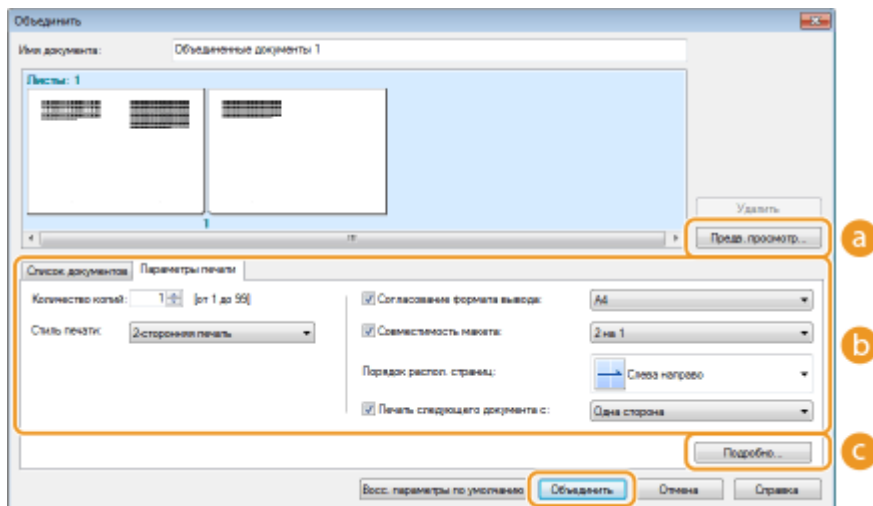 Объединить
Имя документа: Объединенные документы 1
Листы: 1
1
Удалить
Предв. просмотр...
a
Список документов Параметры печати
Количество копий: 1 [от 1 до 99]
Согласование формата вывода: A4
Стиль печати: 2-сторонняя печать
Совместимость макета: 2 на 1
b
Порядок распол. страниц: Слева направо
Печать следующего документа с: Одна сторона
Подробно...
c
Восс. параметры по умолчанию Объединить Отмена Справка